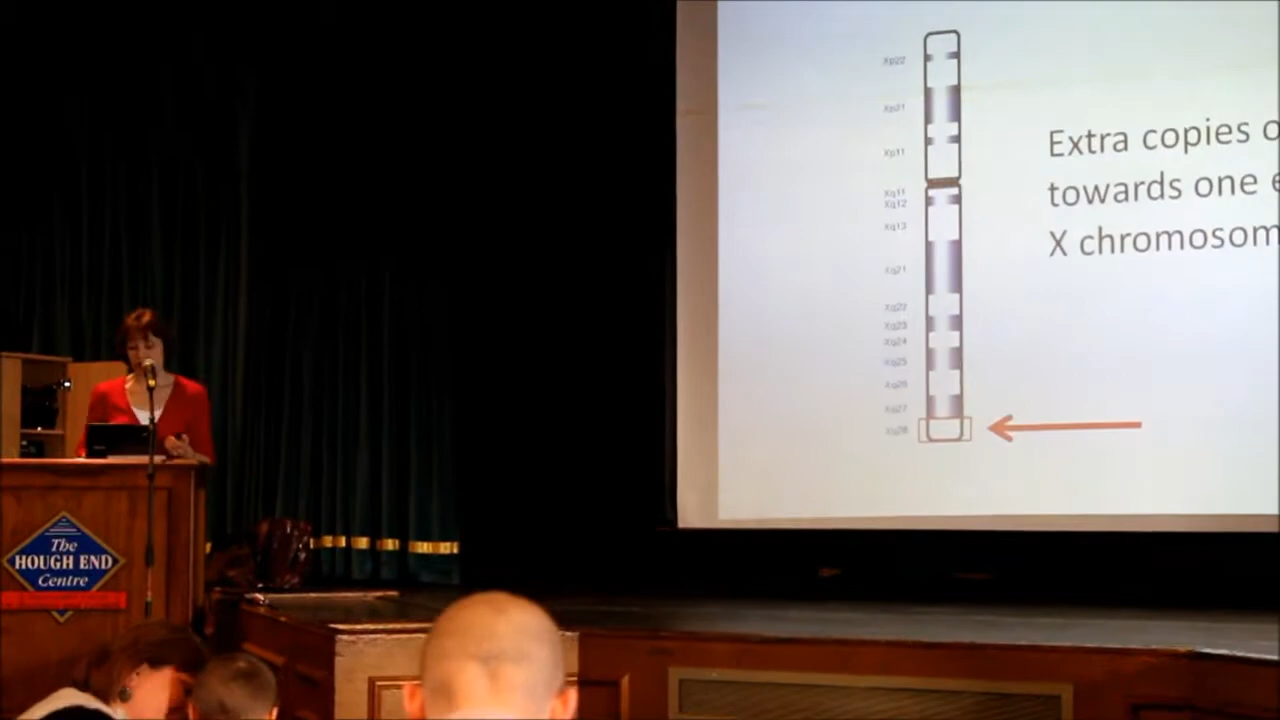 Xp22
Xp21
Xp11
Xq11
Xq12
Xq13
Xq21
Xq22
Xq23
Xq24
Xq25
Xq26
Xq27
Xq28
Extra copies o
towards one e
X chromosom
The
HOUGH END
Centre